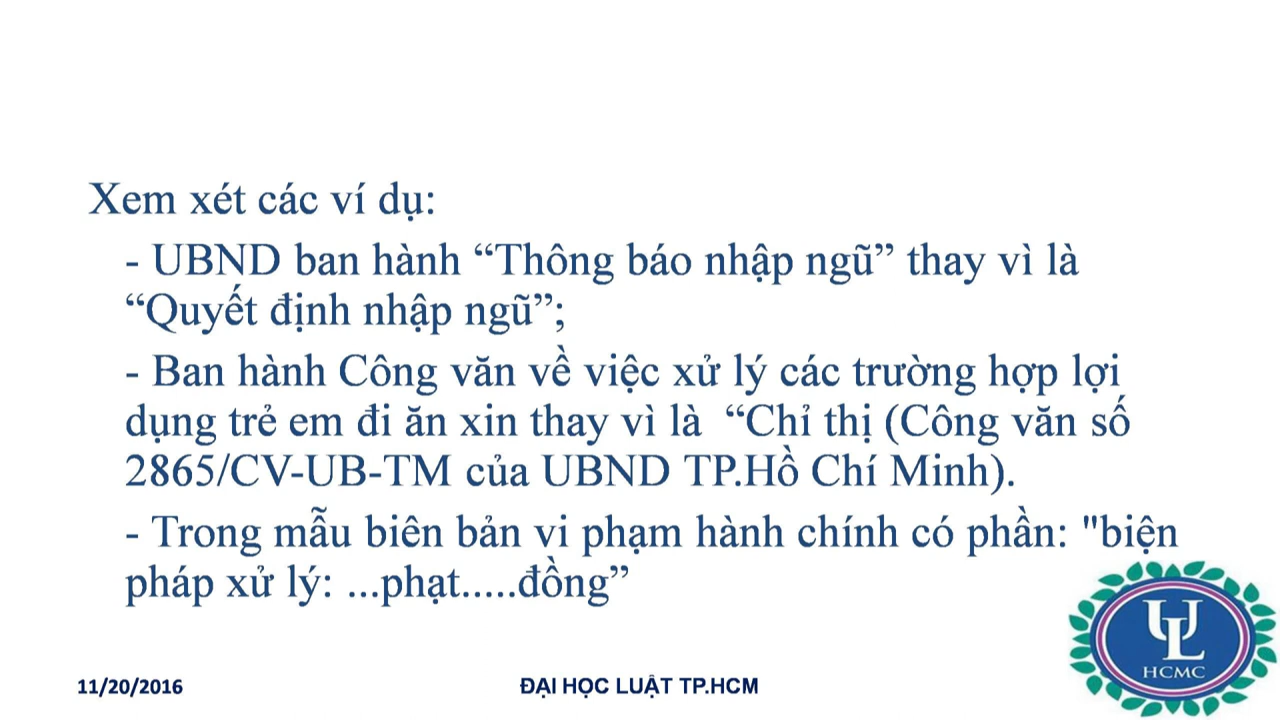 Xem xét các ví dụ:
- UBND ban hành “Thông báo nhập ngũ” thay vì là
“Quyết định nhập ngũ”;
- Ban hành Công văn về việc xử lý các trường hợp lợi
dụng trẻ em đi ăn xin thay vì là “Chỉ thị (Công văn số
2865/CV-UB-TM của UBND TP.Hồ Chí Minh).
- Trong mẫu biên bản vi phạm hành chính có phần: "biện
pháp xử lý: ...phạt.....đồng”
UL
HCMC
11/20/2016
ĐẠI HỌC LUẬT TP.HCM